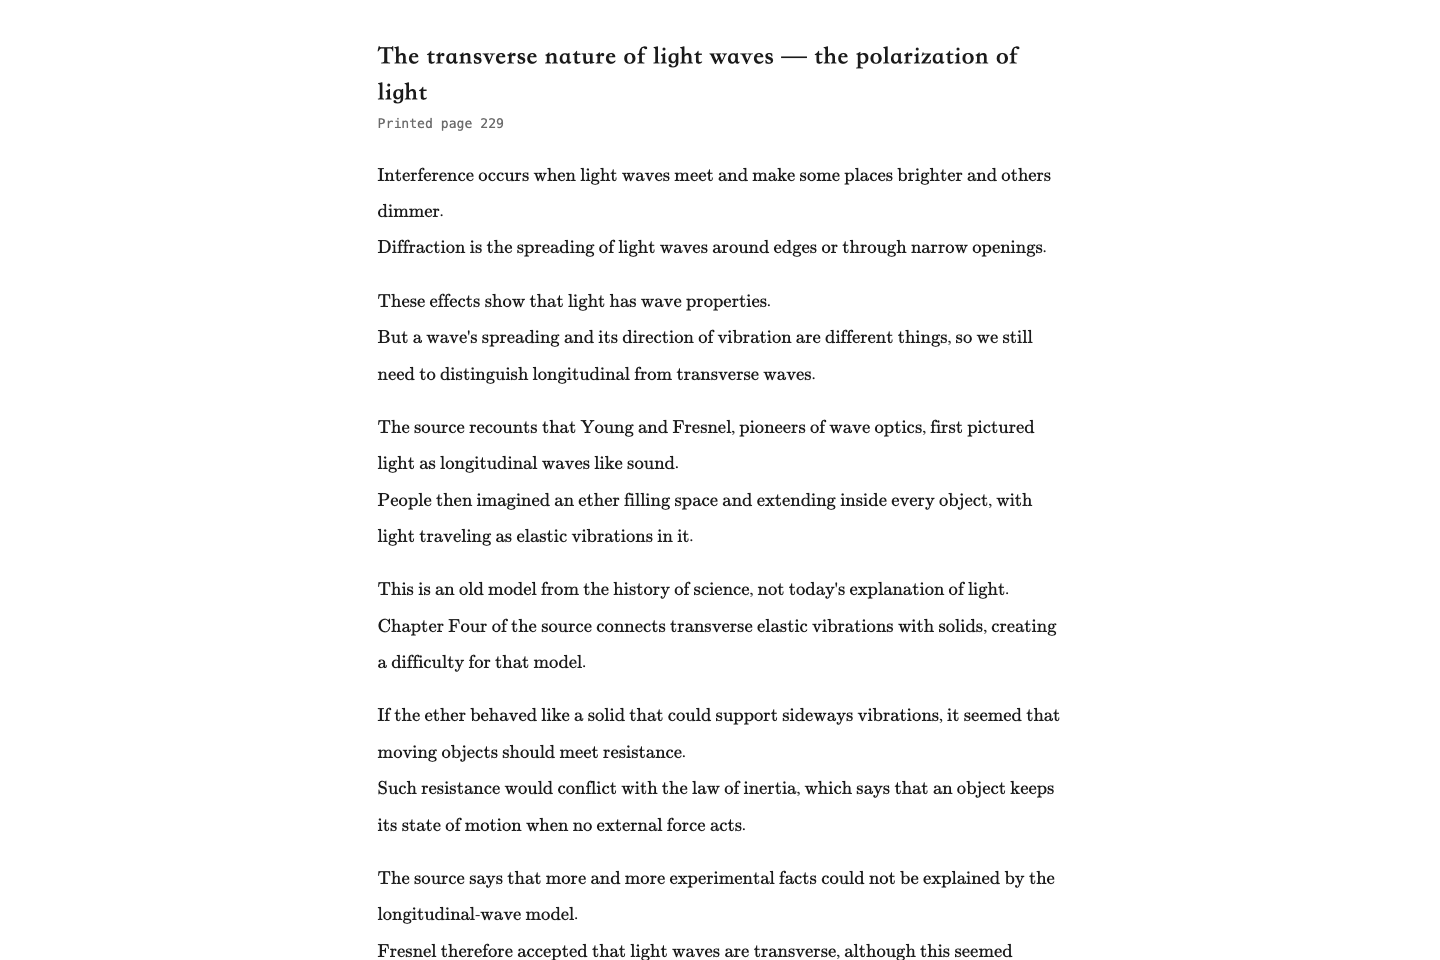 The transverse nature of light waves — the polarization of
light
Printed page 229
Interference occurs when light waves meet and make some places brighter and others
dimmer.
Diffraction is the spreading of light waves around edges or through narrow openings.
These effects show that light has wave properties.
But a wave's spreading and its direction of vibration are different things, so we still
need to distinguish longitudinal from transverse waves.
The source recounts that Young and Fresnel, pioneers of wave optics, first pictured
light as longitudinal waves like sound.
People then imagined an ether filling space and extending inside every object, with
light traveling as elastic vibrations in it.
This is an old model from the history of science, not today's explanation of light.
Chapter Four of the source connects transverse elastic vibrations with solids, creating
a difficulty for that model.
If the ether behaved like a solid that could support sideways vibrations, it seemed that
moving objects should meet resistance.
Such resistance would conflict with the law of inertia, which says that an object keeps
its state of motion when no external force acts.
The source says that more and more experimental facts could not be explained by the
longitudinal-wave model.
Fresnel therefore accepted that light waves are transverse, although this seemed